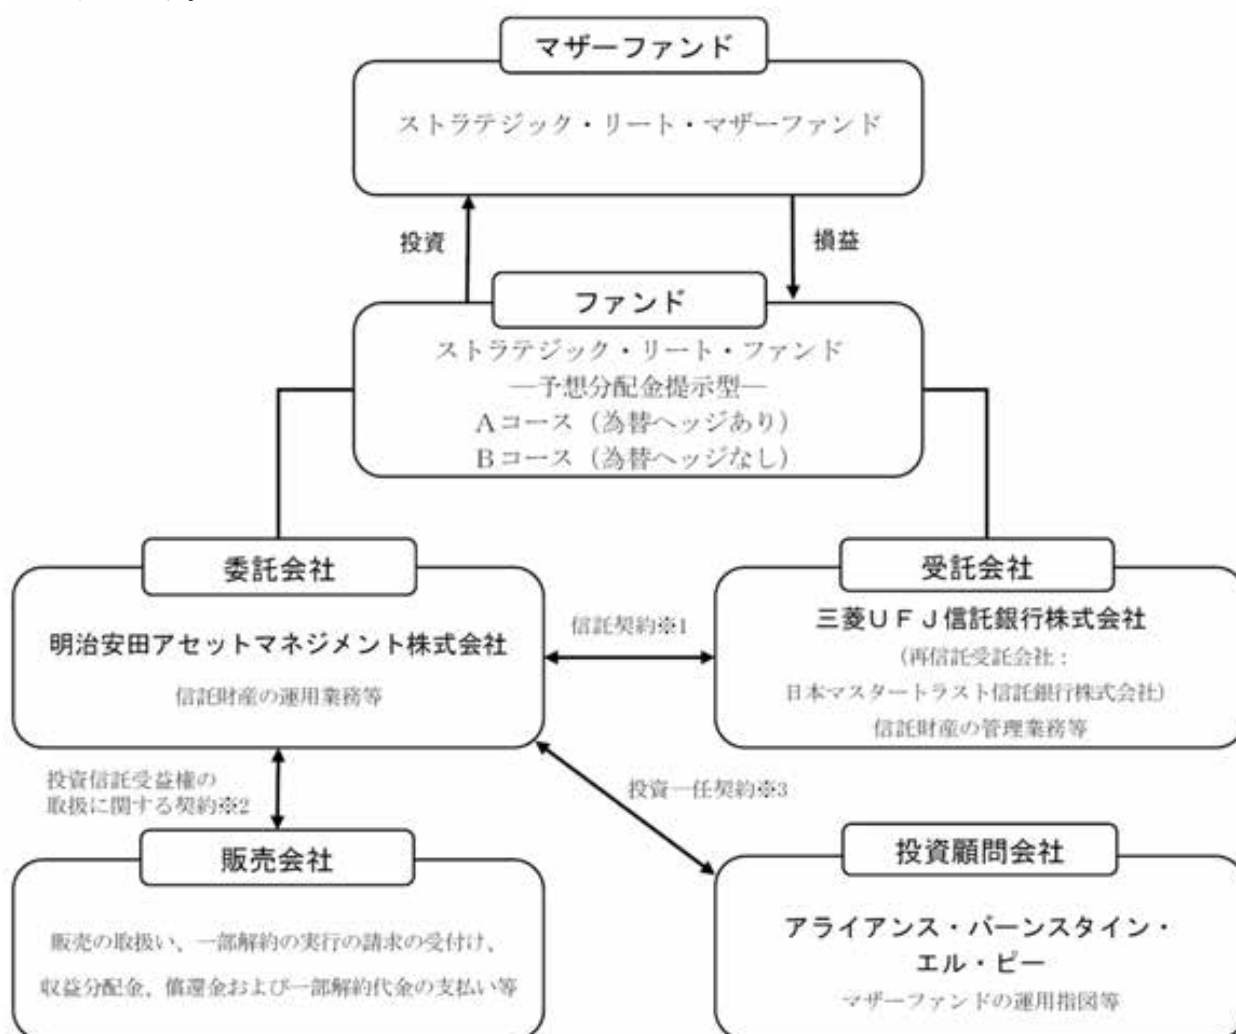 マザーファンド
ストラテジック・リート・マザーファンド
投資
損益
ファンド
ストラテジック・リート・ファンド
―予想分配金提示型―
Aコース（為替ヘッジあり）
Bコース（為替ヘッジなし）
委託会社
明治安田アセットマネジメント株式会社
信託財産の運用業務等
信託契約※1
受託会社
三菱ＵＦＪ信託銀行株式会社
（再信託受託会社：
日本マスタートラスト信託銀行株式会社）
信託財産の管理業務等
投資信託受益権の
取扱に関する契約※2
投資一任契約※3
販売会社
販売の取扱い、一部解約の実行の請求の受付け、
収益分配金、償還金および一部解約代金の支払い等
投資顧問会社
アライアンス・バーンスタイン・
エル・ピー
マザーファンドの運用指図等